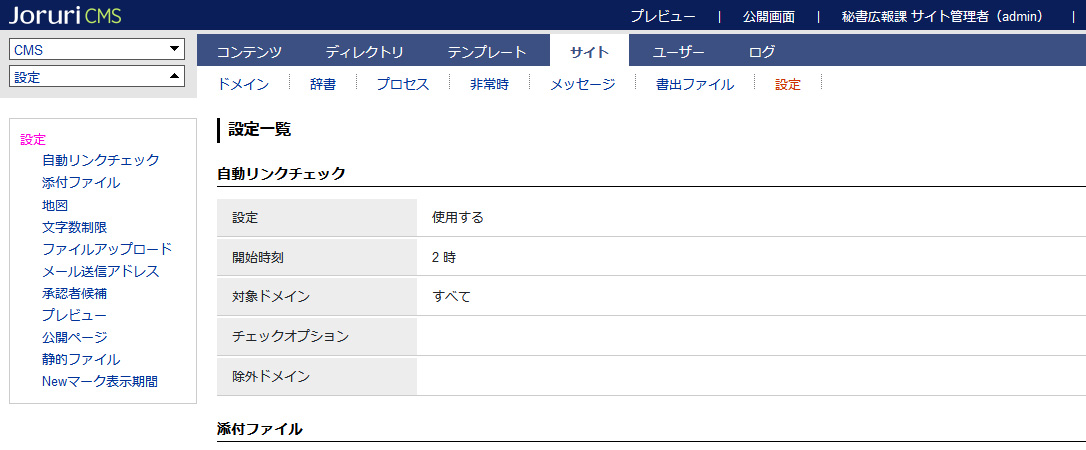 Joruri CMS
プレビュー | 公開画面 | 秘書広報課 サイト管理者（admin） |
CMS
設定
コンテンツ ディレクトリ テンプレート サイト ユーザー ログ
ドメイン 辞書 プロセス 非常時 メッセージ 書出ファイル 設定
設定
自動リンクチェック
添付ファイル
地図
文字数制限
ファイルアップロード
メール送信アドレス
承認者候補
プレビュー
公開ページ
静的ファイル
Newマーク表示期間
設定一覧
自動リンクチェック
設定 使用する
開始時刻 2 時
対象ドメイン すべて
チェックオプション
除外ドメイン
添付ファイル